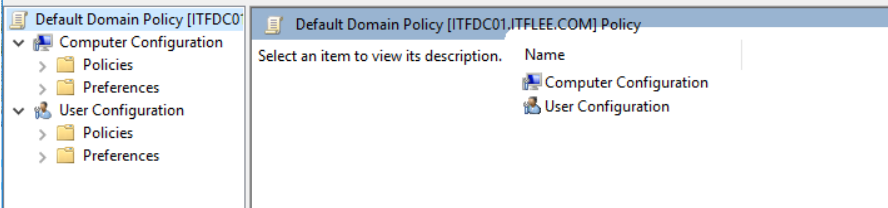 Default Domain Policy [ITFDC01
Computer Configuration
Policies
Preferences
User Configuration
Policies
Preferences
Default Domain Policy [ITFDC01.ITFLEE.COM] Policy
Select an item to view its description.
Name
Computer Configuration
User Configuration